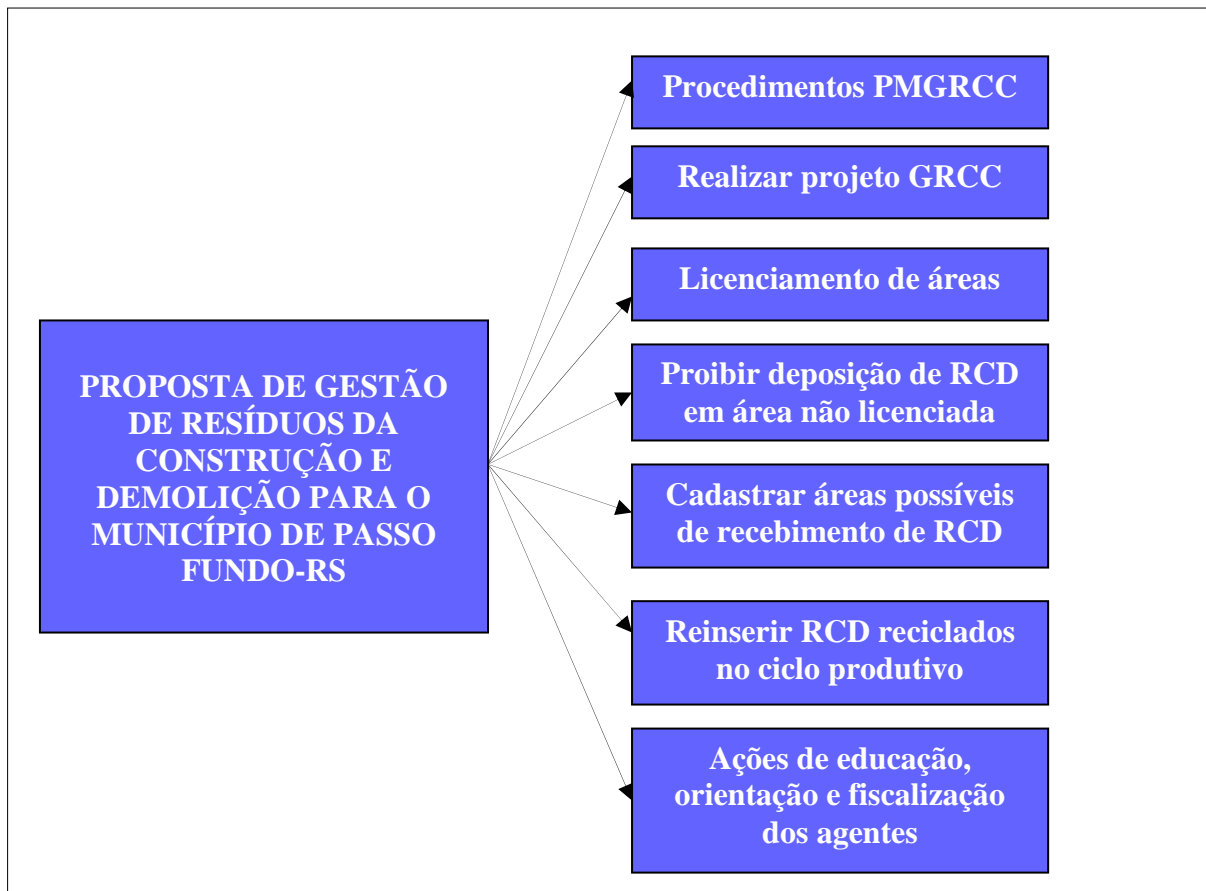 PROPOSTA DE GESTÃO
DE RESÍDUOS DA
CONSTRUÇÃO E
DEMOLIÇÃO PARA O
MUNICÍPIO DE PASSO
FUNDO-RS
Procedimentos PMGRCC
Realizar projeto GRCC
Licenciamento de áreas
Proibir deposição de RCD
em área não licenciada
Cadastrar áreas possíveis
de recebimento de RCD
Reinserir RCD reciclados
no ciclo produtivo
Ações de educação,
orientação e fiscalização
dos agentes